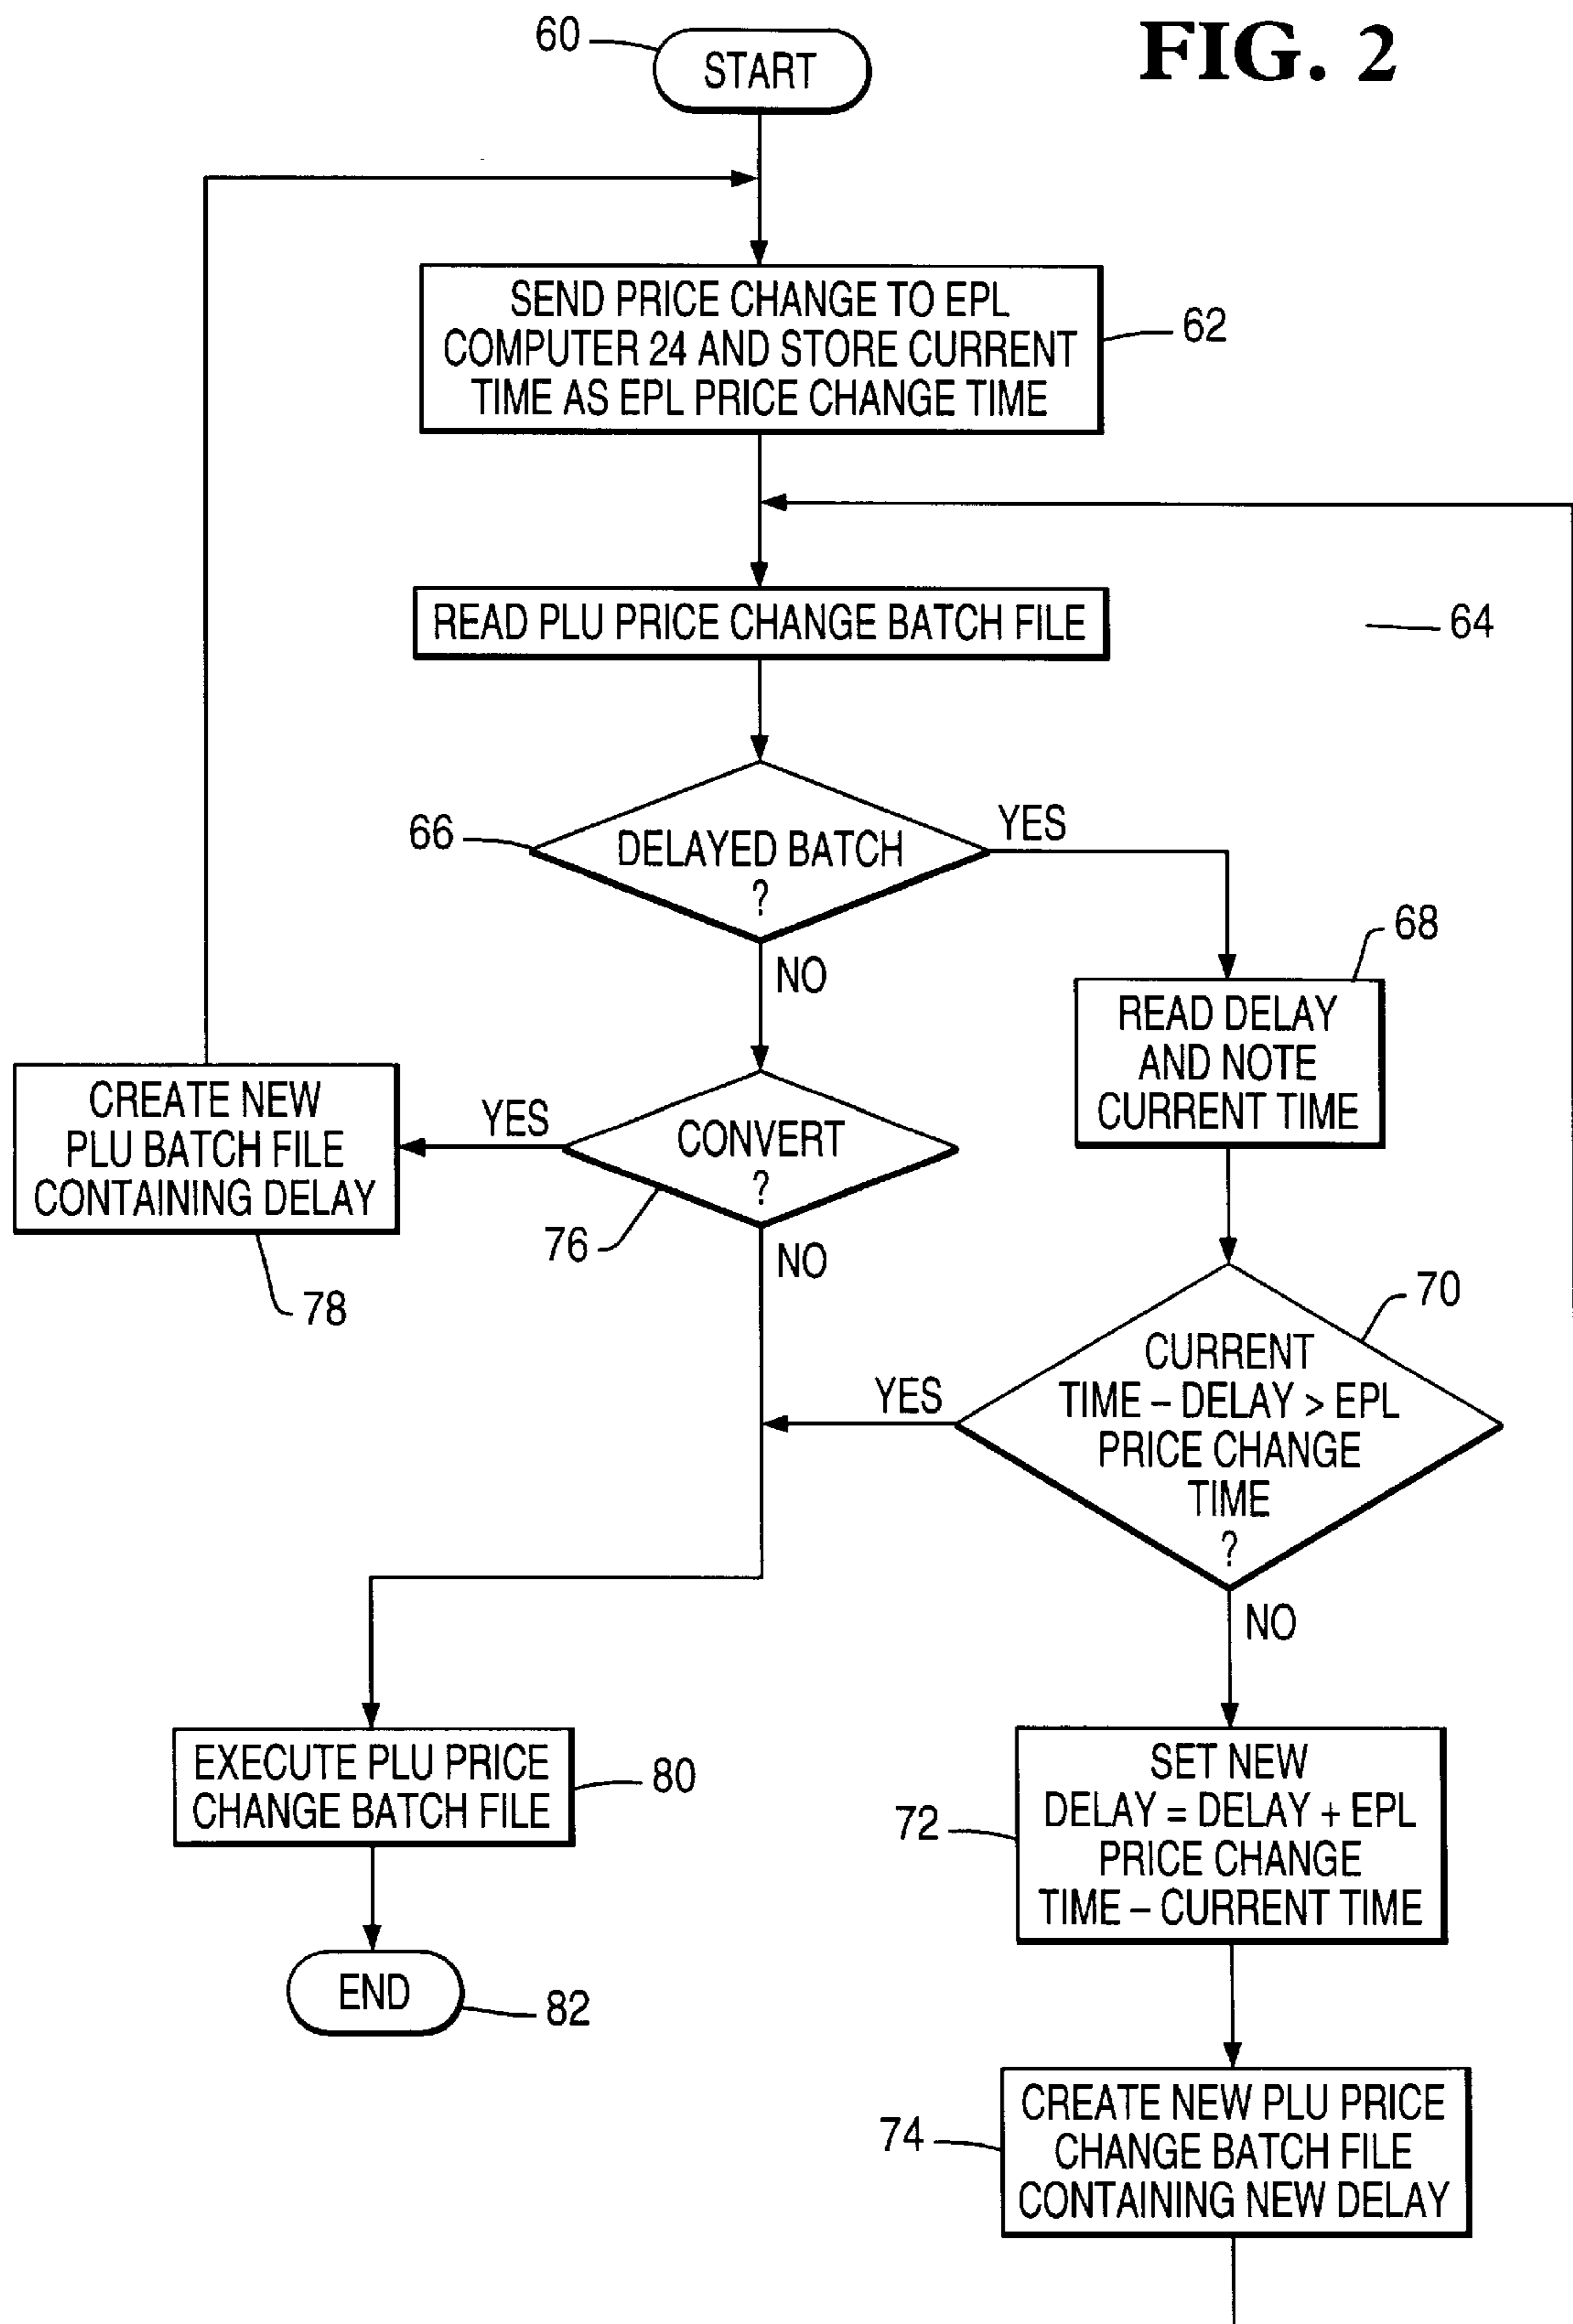 FIG. 2
60
START
SEND PRICE CHANGE TO EPL
COMPUTER 24 AND STORE CURRENT
TIME AS EPL PRICE CHANGE TIME
62
READ PLU PRICE CHANGE BATCH FILE
64
66
DELAYED BATCH
?
YES
NO
68
READ DELAY
AND NOTE
CURRENT TIME
CREATE NEW
PLU BATCH FILE
CONTAINING DELAY
78
YES
CONVERT
?
76
NO
70
CURRENT
TIME – DELAY > EPL
PRICE CHANGE
TIME
?
YES
NO
EXECUTE PLU PRICE
CHANGE BATCH FILE
80
72
SET NEW
DELAY = DELAY + EPL
PRICE CHANGE
TIME – CURRENT TIME
END
82
74
CREATE NEW PLU PRICE
CHANGE BATCH FILE
CONTAINING NEW DELAY